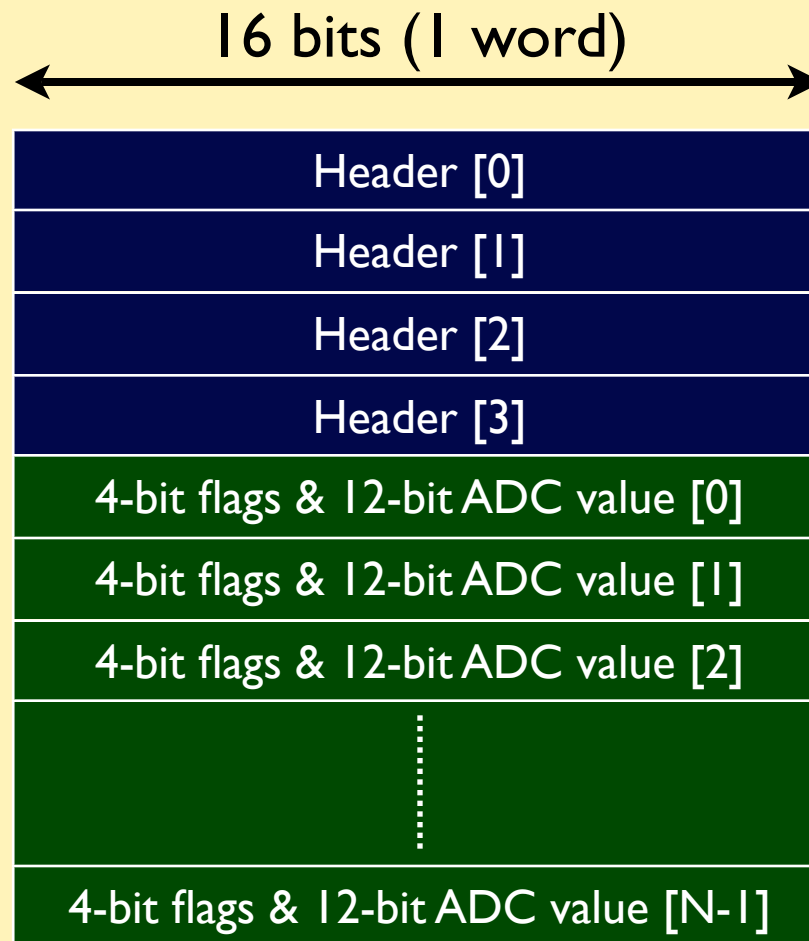 16 bits (1 word)
Header [0]
Header [1]
Header [2]
Header [3]
4-bit flags & 12-bit ADC value [0]
4-bit flags & 12-bit ADC value [1]
4-bit flags & 12-bit ADC value [2]
4-bit flags & 12-bit ADC value [N-1]